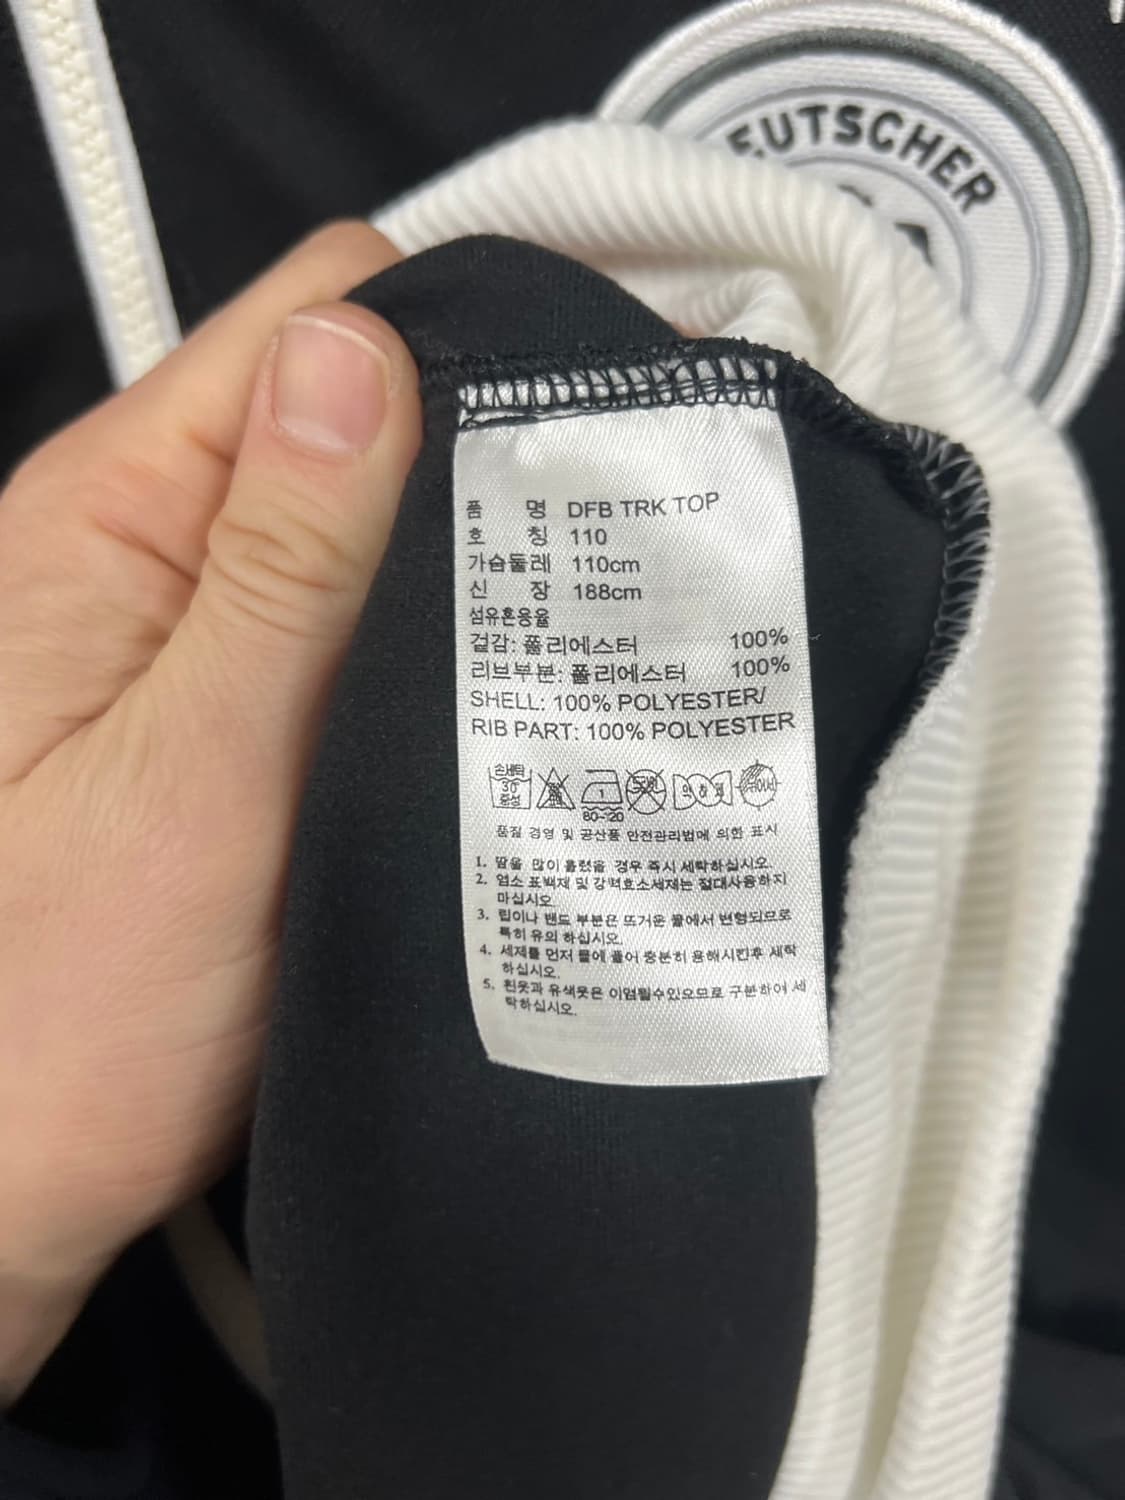 EUTSCHER
품 명 DFB TRK TOP
호 칭 110
가슴둘레 110cm
신 장 188cm
섬유혼용율
겉감: 폴리에스터 100%
리브부분: 폴리에스터 100%
SHELL: 100% POLYESTER/
RIB PART: 100% POLYESTER
손세탁
30
중성
1
80~120
품질 경영 및 공산품 안전관리법에 의한 표시
1. 땀을 많이 흘렸을 경우 즉시 세탁하십시오.
2. 염소 표백제 및 강력효소세제는 절대사용하지
마십시오.
3. 립이나 밴드 부분은 뜨거운 물에서 변형되므로
특히 유의 하십시오.
4. 세제를 먼저 물에 풀어 충분히 용해시킨후 세탁
하십시오.
5. 흰옷과 유색옷은 이염될수있으므로 구분하여 세
탁하십시오.